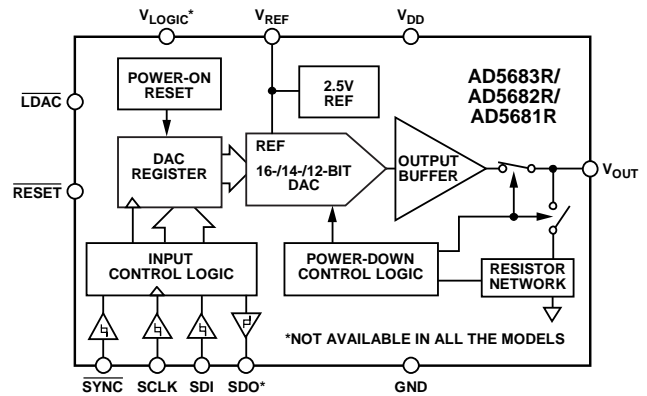 VLOGIC*
VREF
VDD
POWER-ON
RESET
2.5V
REF
AD5683R/
AD5682R/
AD5681R
LDAC
REF
DAC
REGISTER
16-/14-/12-BIT
DAC
OUTPUT
BUFFER
VOUT
RESET
INPUT
CONTROL LOGIC
POWER-DOWN
CONTROL LOGIC
RESISTOR
NETWORK
*NOT AVAILABLE IN ALL THE MODELS
SYNC
SCLK
SDI
SDO*
GND